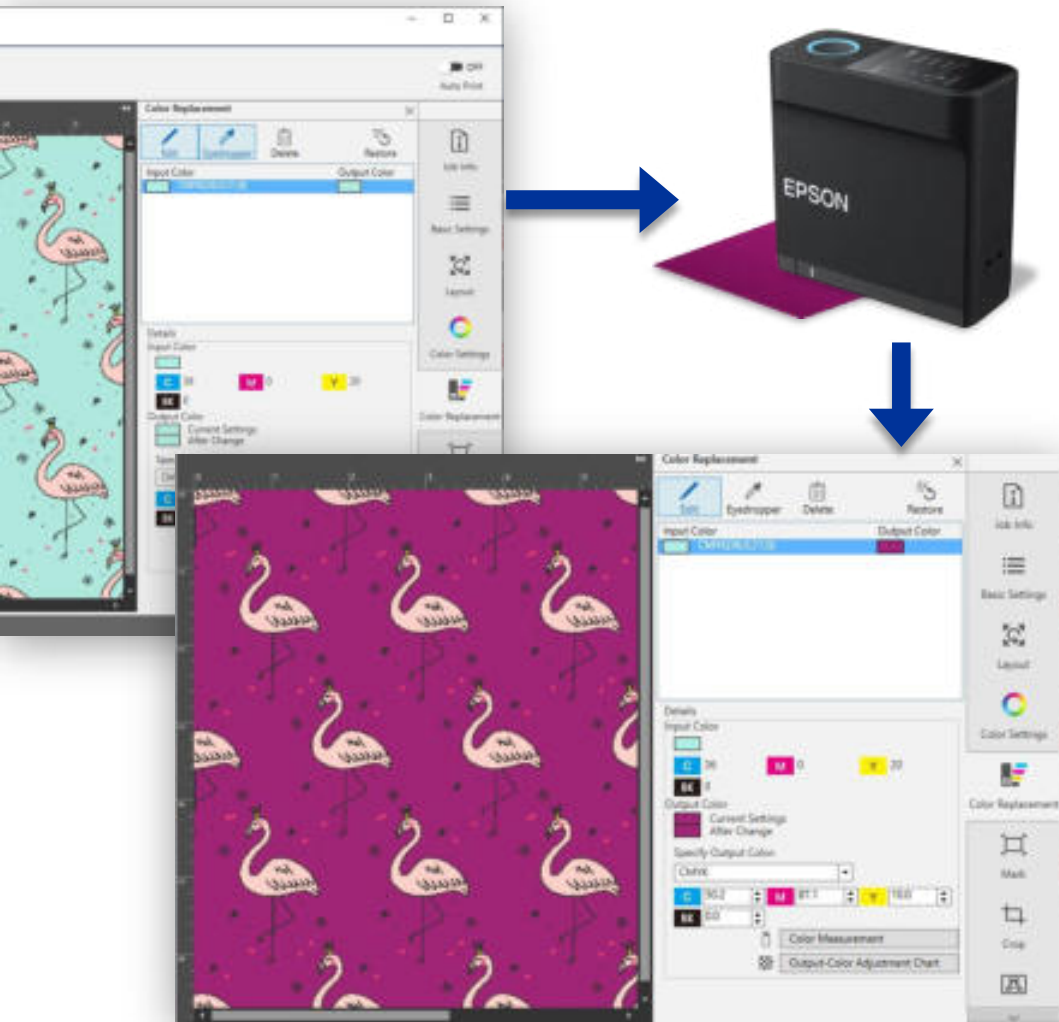 OFF
Auto Print
Color Replacement
Edit Eyedropper Delete Restore
Input Color Output Color
Job Info
Basic Settings
Layout
Color Settings
Color Replacement
Details
Input Color
C 36 M 0 Y 20
BK 0
Output Color
Current Settings
After Change
C
BK
EPSON
Color Replacement
Edit Eyedropper Delete Restore
Input Color Output Color
Job Info
Basic Settings
Layout
Color Settings
Color Replacement
Mark
Crop
Details
Input Color
C 36 M 0 Y 20
BK 0
Output Color
Current Settings
After Change
Specify Output Color
CMYK
C M 81.1 Y
BK 0.0
Color Measurement
Output-Color Adjustment Chart